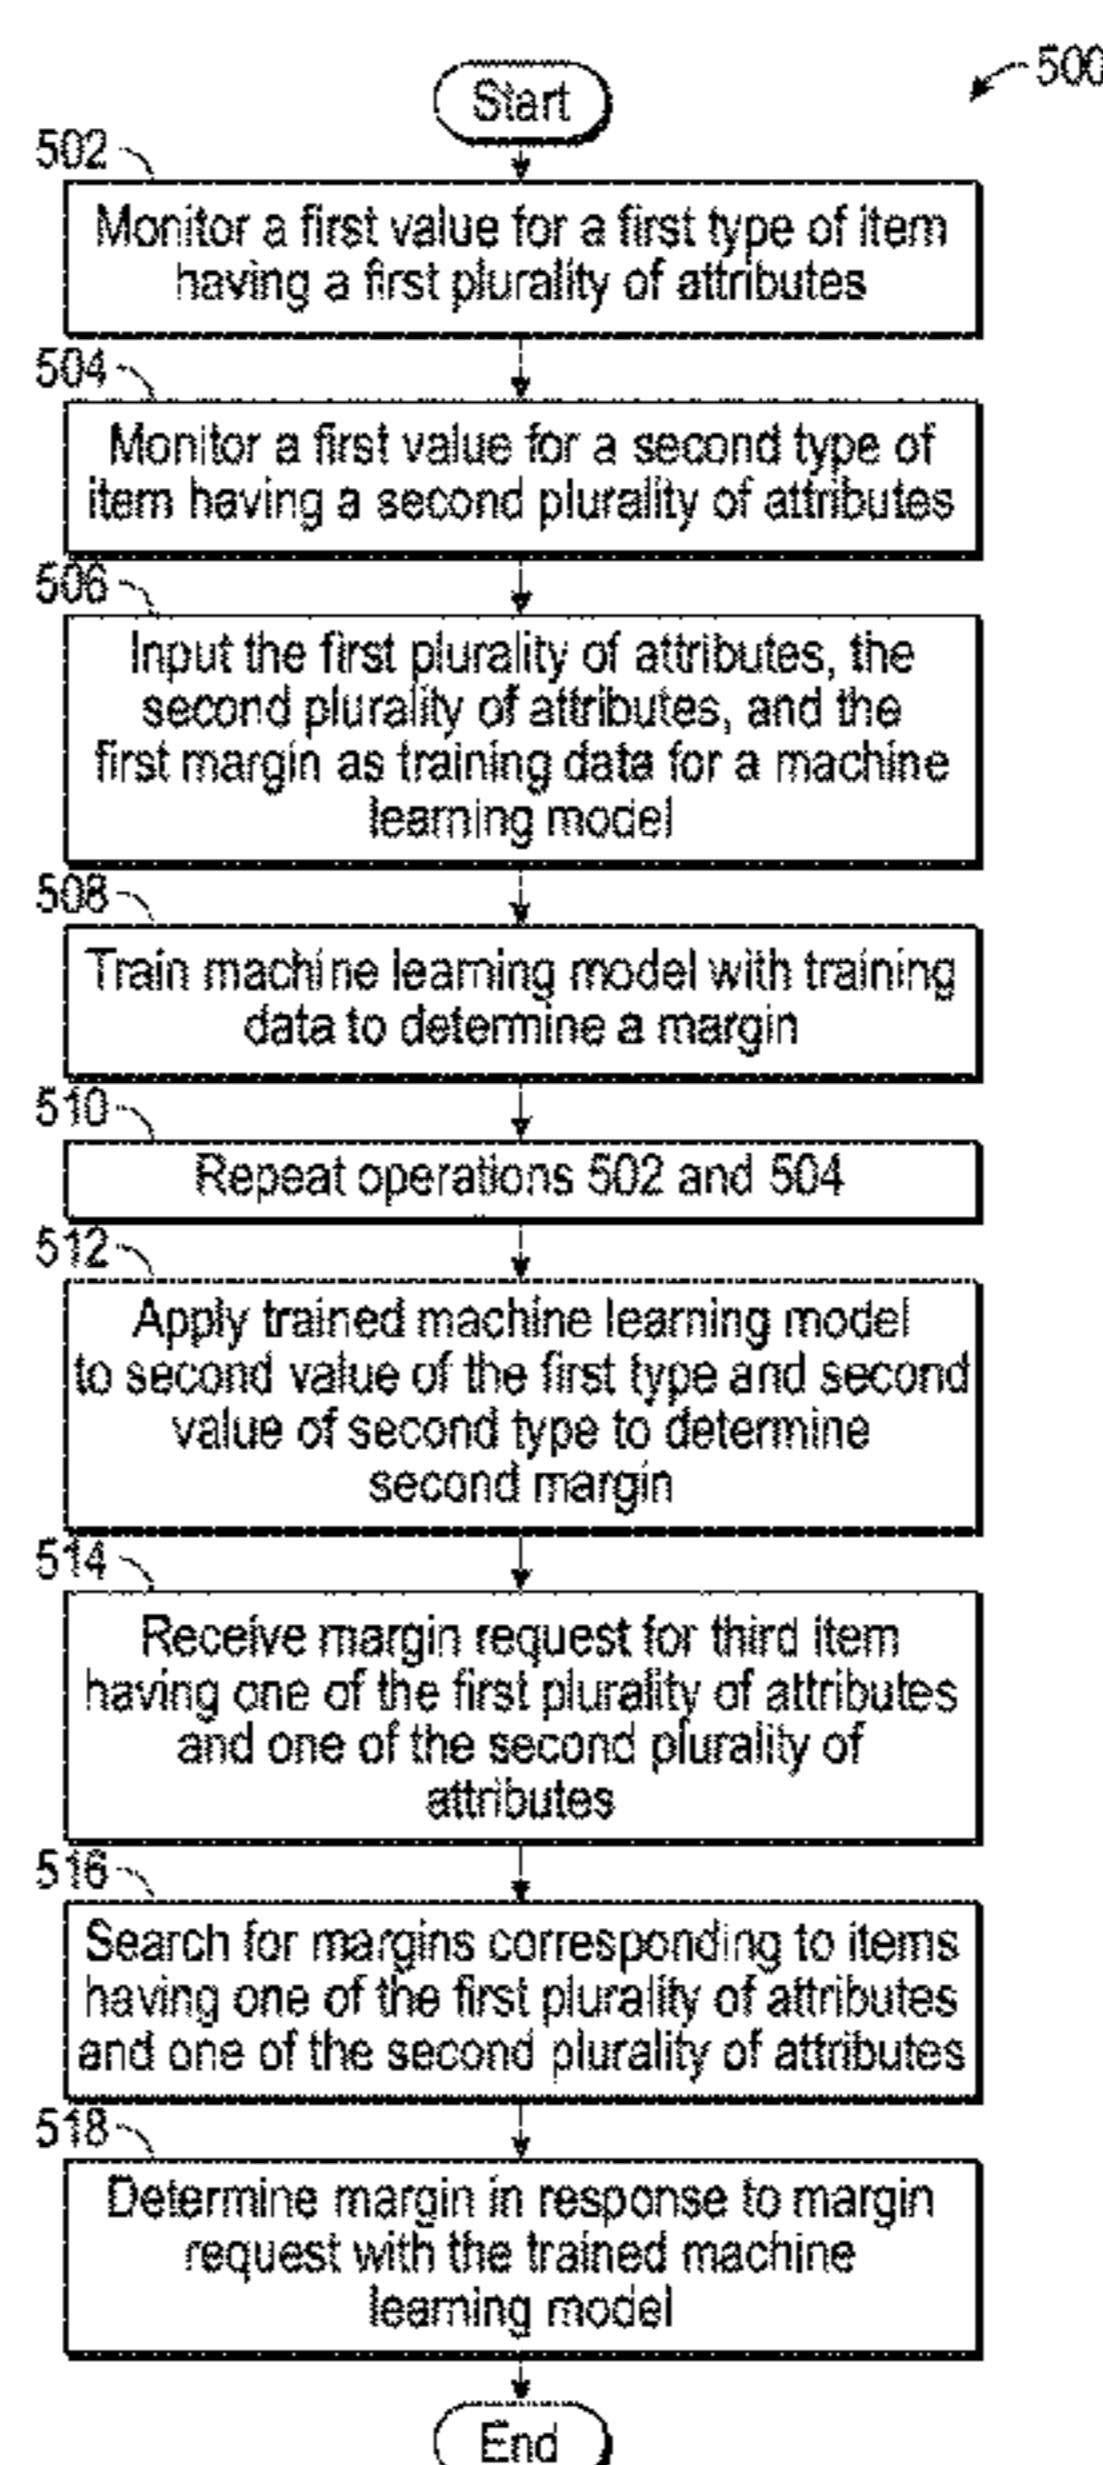 500
Start
502
Monitor a first value for a first type of item
having a first plurality of attributes
504
Monitor a first value for a second type of
item having a second plurality of attributes
506
Input the first plurality of attributes, the
second plurality of attributes, and the
first margin as training data for a machine
learning model
508
Train machine learning model with training
data to determine a margin
510
Repeat operations 502 and 504
512
Apply trained machine learning model
to second value of the first type and second
value of second type to determine
second margin
514
Receive margin request for third item
having one of the first plurality of attributes
and one of the second plurality of
attributes
516
Search for margins corresponding to items
having one of the first plurality of attributes
and one of the second plurality of attributes
518
Determine margin in response to margin
request with the trained machine
learning model
End